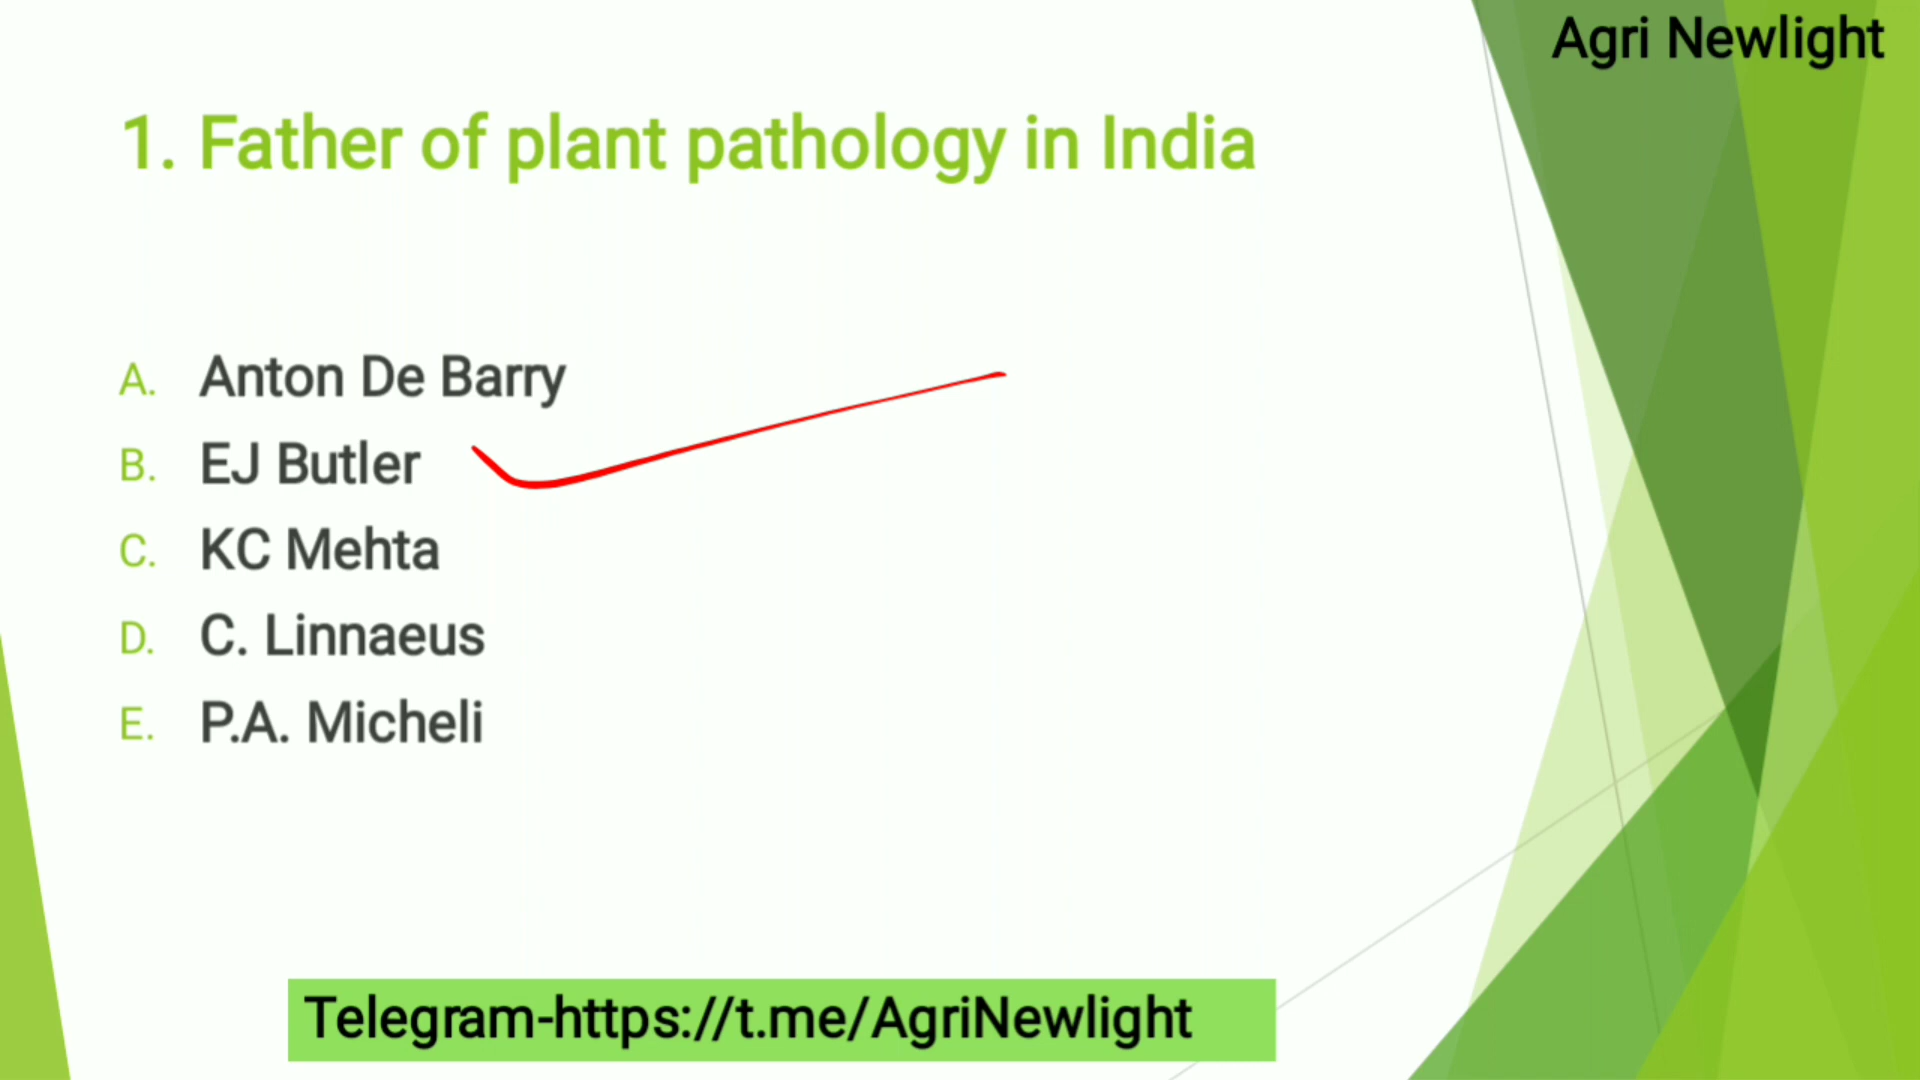 Agri Newlight
1. Father of plant pathology in India
A. Anton De Barry
B. EJ Butler
C. KC Mehta
D. C. Linnaeus
E. P.A. Micheli
Telegram-https://t.me/AgriNewlight